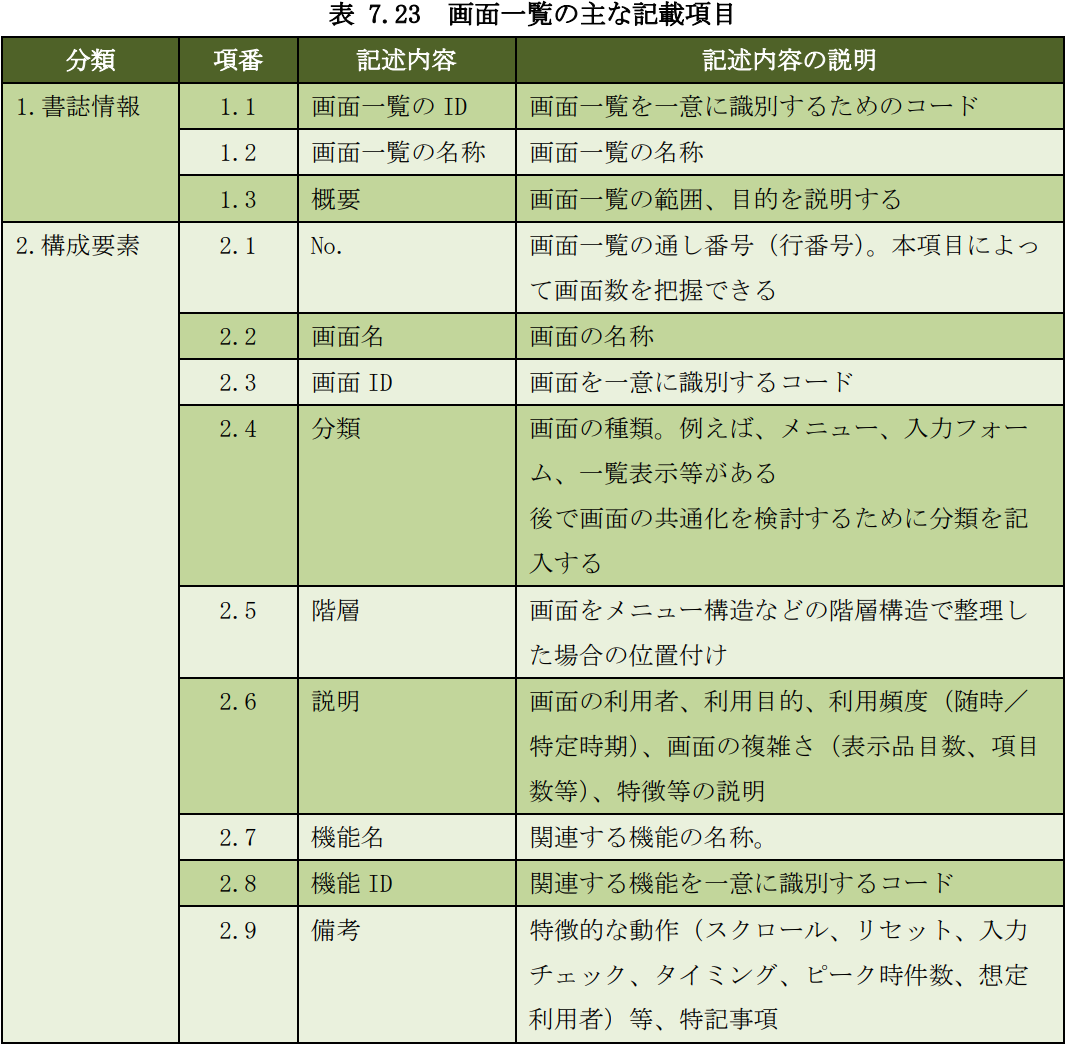 表 7.23 画面一覧の主な記載項目
分類 項番 記述内容 記述内容の説明
1.書誌情報 1.1 画面一覧の ID 画面一覧を一意に識別するためのコード
1.2 画面一覧の名称 画面一覧の名称
1.3 概要 画面一覧の範囲、目的を説明する
2.構成要素 2.1 No. 画面一覧の通し番号（行番号）。本項目によっ
て画面数を把握できる
2.2 画面名 画面の名称
2.3 画面 ID 画面を一意に識別するコード
2.4 分類 画面の種類。例えば、メニュー、入力フォー
ム、一覧表示等がある
後で画面の共通化を検討するために分類を記
入する
2.5 階層 画面をメニュー構造などの階層構造で整理し
た場合の位置付け
2.6 説明 画面の利用者、利用目的、利用頻度（随時／
特定時期）、画面の複雑さ（表示品目数、項目
数等）、特徴等の説明
2.7 機能名 関連する機能の名称。
2.8 機能 ID 関連する機能を一意に識別するコード
2.9 備考 特徴的な動作（スクロール、リセット、入力
チェック、タイミング、ピーク時件数、想定
利用者）等、特記事項